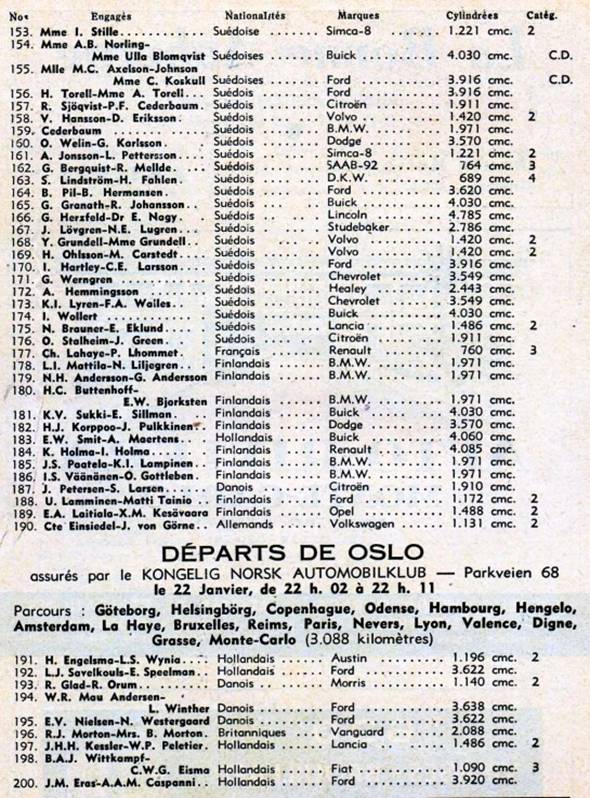 Nos Engagés Nationalités Marques Cylindrées Catég.
153. Mme I. Stille............ Suédoise ........ Simca-8 ............ 1.221 cmc. 2
154. Mme A.B. Norling-
Mme Ulla Blomqvist Suédoises....... Buick .............. 4.030 cmc. C.D.
155. Mlle M.C. Axelson-Johnson
Mme C. Koskull Suédoises....... Ford ............... 3.916 cmc. C.D.
156. H. Torell-Mme A. Torell... Suédois ........ Ford ............... 3.916 cmc.
157. R. Sjöqvist-P.F. Cederbaum. Suédois ........ Citroën ............ 1.911 cmc.
158. V. Hansson-D. Eriksson.... Suédois ........ Volvo .............. 1.420 cmc. 2
159. Cederbaum ............. Suédois ........ B.M.W. ............. 1.971 cmc.
160. O. Welin-G. Karlsson...... Suédois ........ Dodge .............. 3.570 cmc.
161. A. Jonsson-L. Pettersson.... Suédois ........ Simca-8 ............ 1.221 cmc. 2
162. G. Bergquist-R. Mellde..... Suédois ........ SAAB-92 ............ 764 cmc. 3
163. S. Lindström-H. Fahlen..... Suédois ........ D.K.W. ............. 689 cmc. 4
164. B. Pil-B. Hermansen....... Suédois ........ Ford ............... 3.620 cmc.
165. G. Granath-R. Johansson... Suédois ........ Buick .............. 4.030 cmc.
166. G. Herzfeld-Dr E. Nagy.... Suédois ........ Lincoln ............ 4.785 cmc.
167. J. Lövgren-N.E. Lugren..... Suédois ........ Studebaker ......... 2.786 cmc.
168. Y. Grundell-Mme Grundell... Suédois ........ Volvo .............. 1.420 cmc. 2
169. H. Ohlsson-M. Carstedt.... Suédois ........ Volvo .............. 1.420 cmc. 2
170. I. Hartley-C.E. Larsson..... Suédois ........ Ford ............... 3.916 cmc.
171. G. Werngren.............. Suédois ........ Chevrolet .......... 3.549 cmc.
172. A. Hemmingsson ......... Suédois ........ Healey ............. 2.443 cmc.
173. K.I. Lyren-F.A. Wailes..... Suédois ........ Chevrolet .......... 3.549 cmc.
174. I. Wollert ............... Suédois ........ Buick .............. 4.030 cmc.
175. N. Brauner-E. Eklund...... Suédois ........ Lancia ............. 1.486 cmc. 2
176. O. Stalheim-J. Green...... Suédois ........ Citroën ............ 1.911 cmc.
177. Ch. Lahaye-P. Lhommet.... Français ........ Renault ............ 760 cmc. 3
178. L.I. Mattila-N. Liljegren.... Finlandais ...... B.M.W. ............. 1.971 cmc.
179. N.H. Andersson-G. Andersson Finlandais ...... B.M.W. ............. 1.971 cmc.
180. H.C. Buttenhoff-
E.W. Bjorksten Finlandais ...... B.M.W. ............. 1.971 cmc.
181. K.V. Sukki-E. Sillman...... Finlandais ...... Buick .............. 4.030 cmc.
182. H.J. Korppoo-J. Pulkkinen. Finlandais ...... Dodge .............. 3.570 cmc.
183. E.W. Smit-A. Maertens.... Hollandais ...... Buick .............. 4.060 cmc.
184. K. Holma-I. Holma........ Finlandais ...... Renault ............ 4.085 cmc.
185. J.S. Paatela-K.I. Lampinen.. Finlandais ...... B.M.W. ............. 1.971 cmc.
186. I.S. Väänänen-O. Gottleben. Finlandais ...... B.M.W. ............. 1.971 cmc.
187. J. Petersen-S. Larsen...... Danois ......... Citroën ............ 1.910 cmc.
188. U. Lamminen-Matti Tainio .. Finlandais ...... Ford ............... 1.172 cmc. 2
189. E.A. Laitiala-X.M. Kesävaara Finlandais ...... Opel ............... 1.488 cmc. 2
190. Cte Einsiedel-J. von Görne.. Allemands ...... Volkswagen ......... 1.131 cmc. 2
DÉPARTS DE OSLO
assurés par le KONGELIG NORSK AUTOMOBILKLUB — Parkveien 68
le 22 Janvier, de 22 h. 02 à 22 h. 11
Parcours : Göteborg, Helsingbörg, Copenhague, Odense, Hambourg, Hengelo,
Amsterdam, La Haye, Bruxelles, Reims, Paris, Nevers, Lyon, Valence, Digne,
Grasse, Monte-Carlo (3.088 kilomètres)
191. H. Engelsma-L.S. Wynia.... Hollandais ...... Austin ............. 1.196 cmc. 2
192. L.J. Savelkouls-E. Speelman.. Hollandais ...... Ford ............... 3.622 cmc.
193. R. Glad-R. Orum......... Danois ......... Morris ............. 1.140 cmc. 2
194. W.R. Mau Andersen-
L. Winther Danois ......... Ford ............... 3.638 cmc.
195. E.V. Nielsen-N. Westergaard Danois ......... Ford ............... 3.622 cmc.
196. R.J. Morton-Mrs. B. Morton. Britanniques .... Vanguard ........... 2.088 cmc.
197. J.H.H. Kessler-W.P. Peletier. Hollandais ...... Lancia ............. 1.486 cmc. 2
198. B.A.J. Wittkampf-
C.W.G. Eisma Hollandais ...... Fiat ............... 1.090 cmc. 3
200. J.M. Eras-A.A.M. Caspanni.. Hollandais ...... Ford ............... 3.920 cmc.